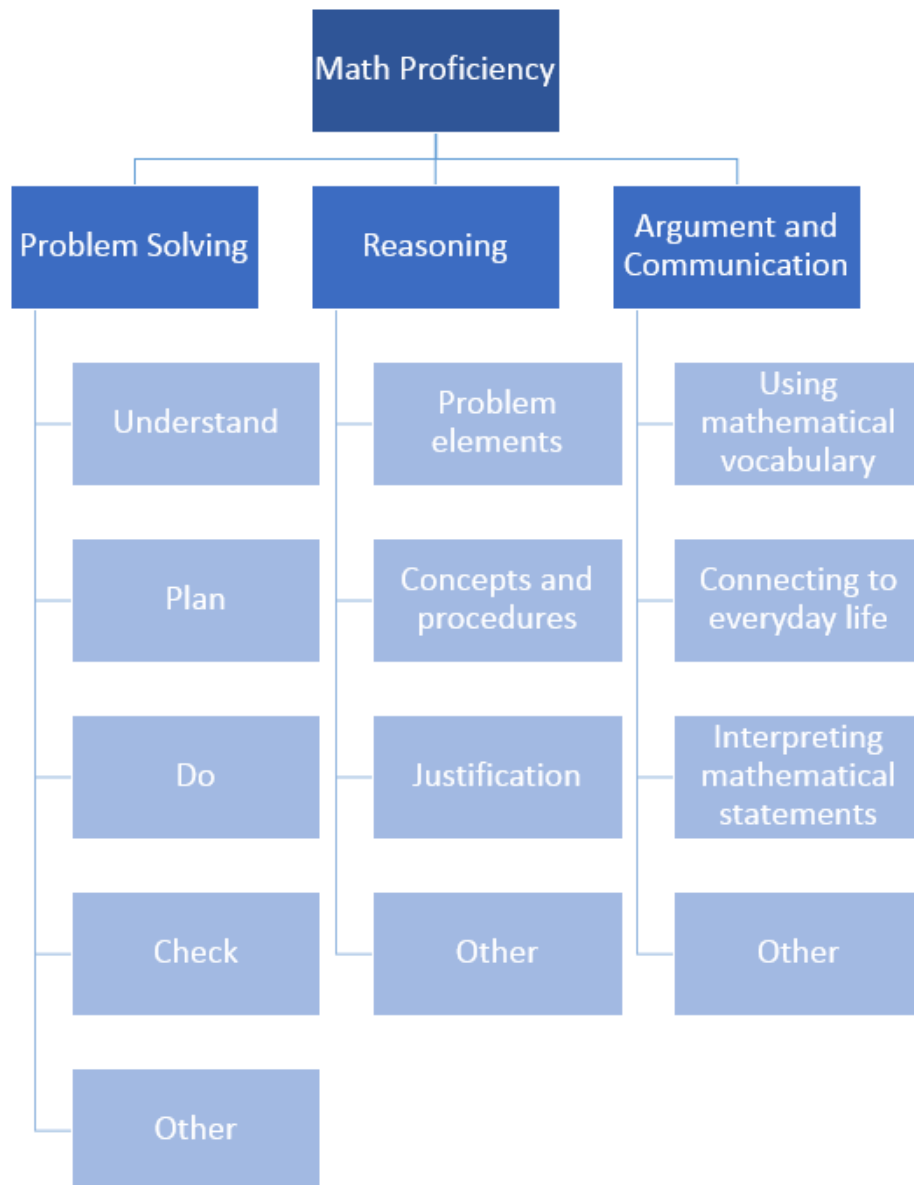 Math Proficiency
Problem Solving
Reasoning
Argument and
Communication
Understand
Plan
Do
Check
Other
Problem
elements
Concepts and
procedures
Justification
Other
Using
mathematical
vocabulary
Connecting to
everyday life
Interpreting
mathematical
statements
Other